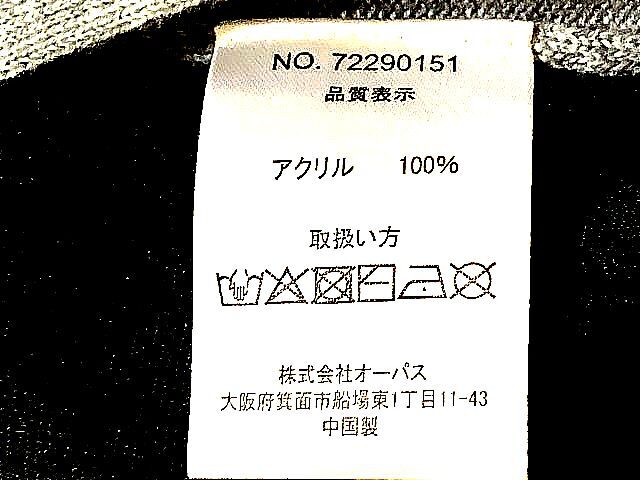 NO. 72290151
品質表示
アクリル 100%
取扱い方
株式会社オーパス
大阪府箕面市船場東1丁目11-43
中国製